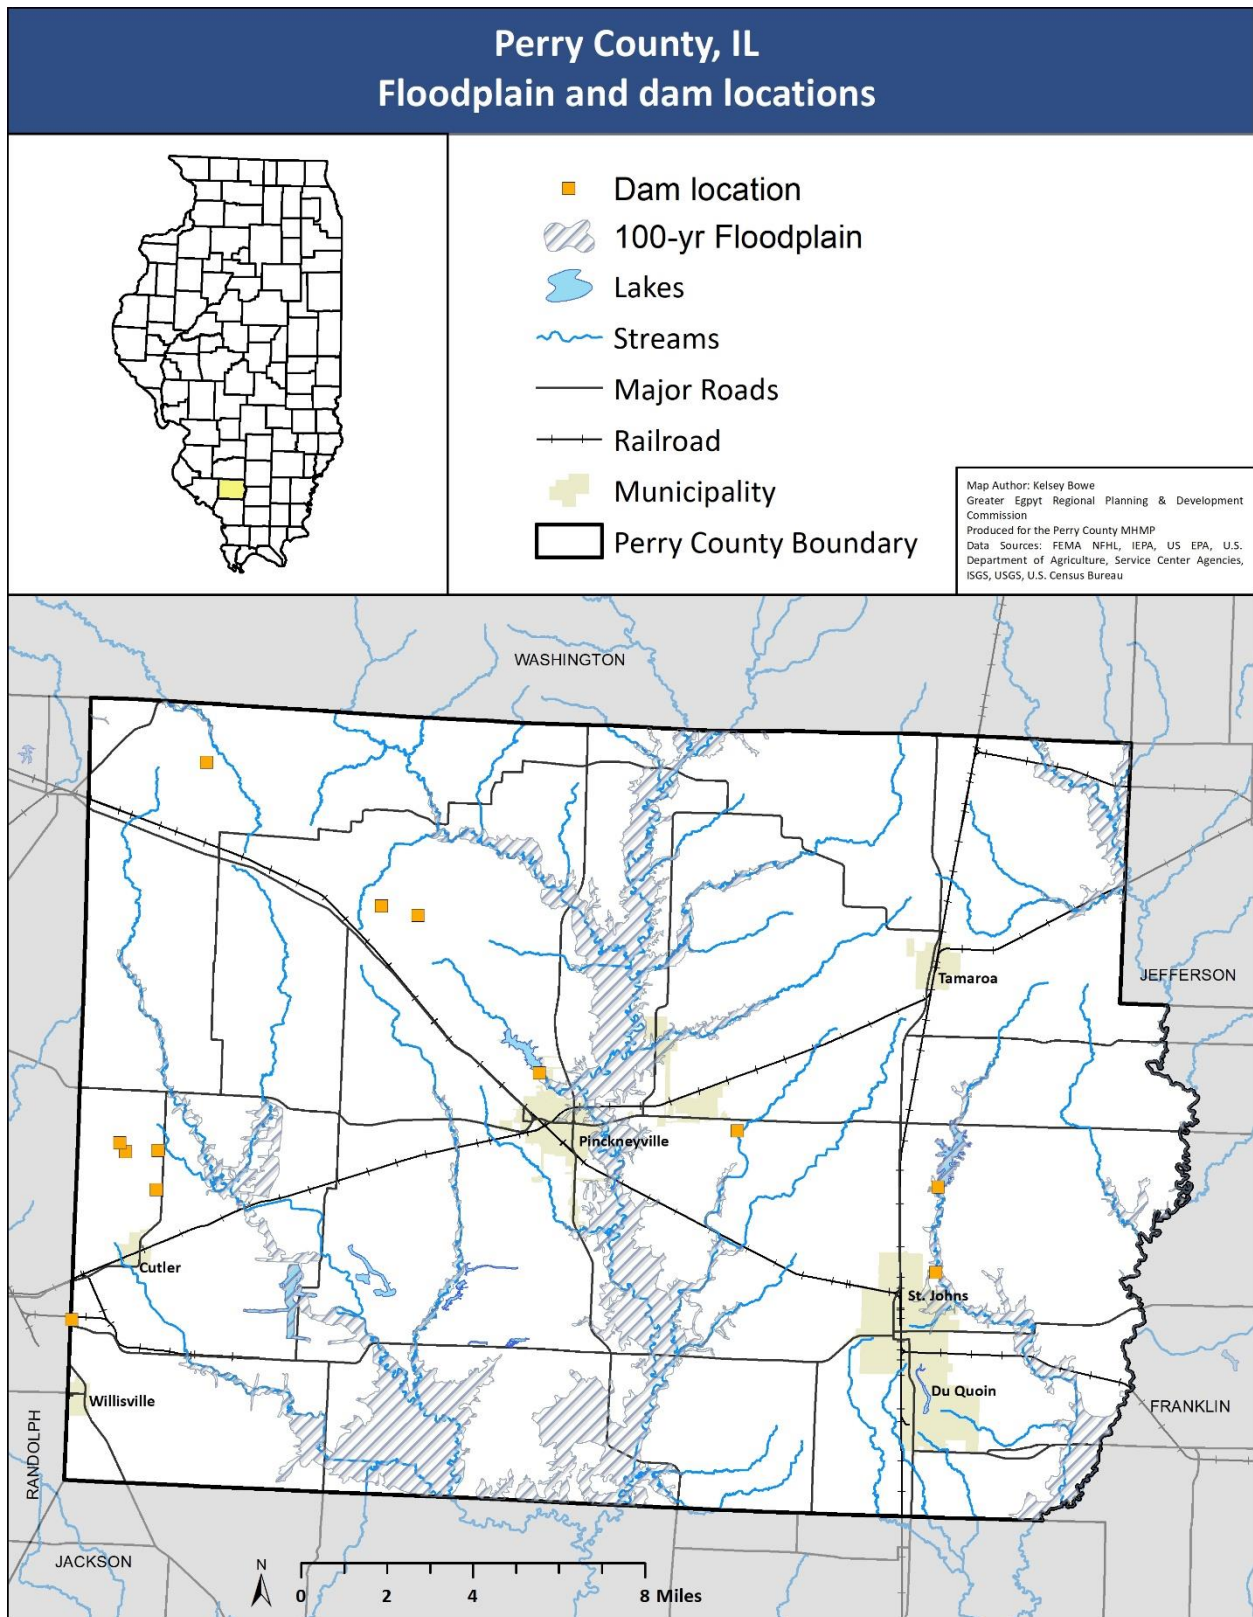 Perry County, IL
Floodplain and dam locations
Dam location
100-yr Floodplain
Lakes
Streams
Major Roads
Railroad
Municipality
Perry County Boundary
Map Author: Kelsey Bowe
Greater Egpyt Regional Planning & Development
Commission
Produced for the Perry County MHMP
Data Sources: FEMA NFHL, IEPA, US EPA, U.S.
Department of Agriculture, Service Center Agencies,
ISGS, USGS, U.S. Census Bureau
WASHINGTON
JEFFERSON
Tamaroa
Pinckneyville
Cutler
St. Johns
Du Quoin
Willisville
FRANKLIN
RANDOLPH
JACKSON
N
0 2 4 8 Miles